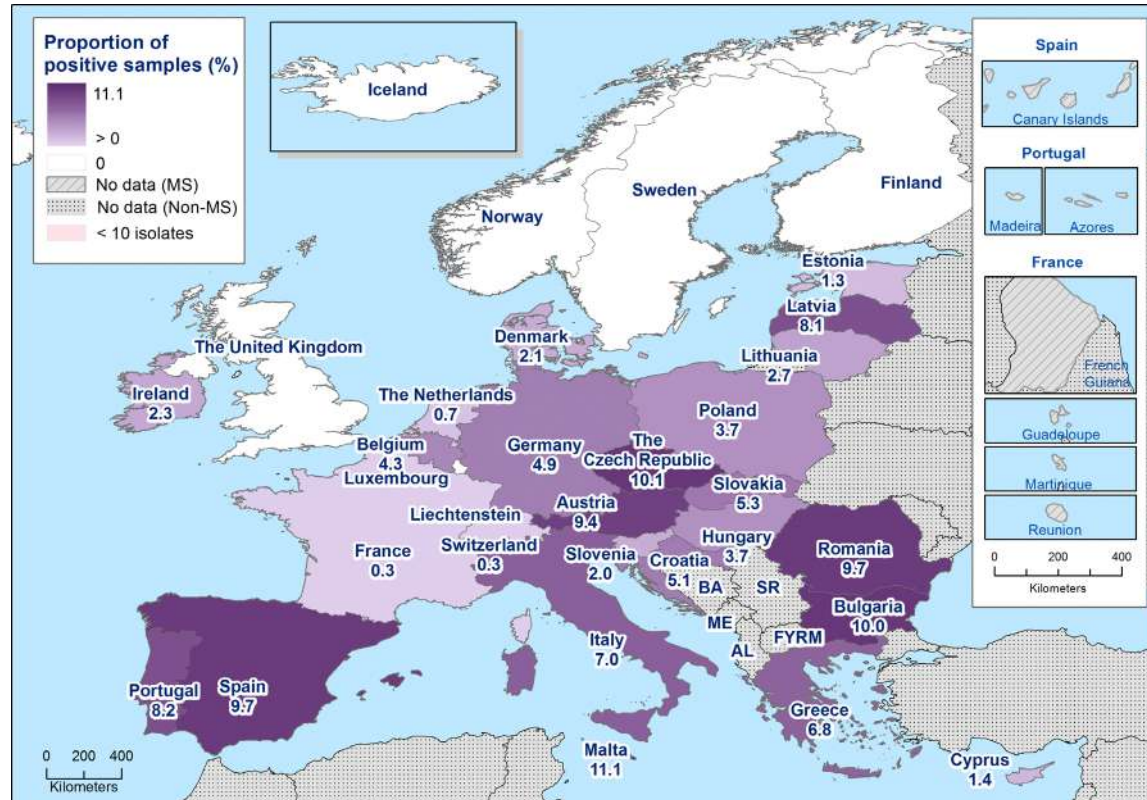 Proportion of
positive samples (%)
11.1
> 0
0
No data (MS)
No data (Non-MS)
< 10 isolates
Iceland
Norway
Sweden
Finland
Estonia
1.3
Latvia
8.1
Lithuania
2.7
Denmark
2.1
The United Kingdom
Ireland
2.3
The Netherlands
0.7
Belgium
4.3
Luxembourg
Germany
4.9
Poland
3.7
The
Czech Republic
10.1
Slovakia
5.3
Austria
9.4
Liechtenstein
Switzerland
0.3
France
0.3
Slovenia
2.0
Hungary
3.7
Croatia
5.1
Romania
9.7
BA
SR
ME
AL
FYRM
Bulgaria
10.0
Italy
7.0
Portugal
8.2
Spain
9.7
Greece
6.8
Malta
11.1
Cyprus
1.4
0 200 400
Kilometers
Spain
Canary Islands
Portugal
Madeira
Azores
France
French
Guiana
Guadeloupe
Martinique
Reunion
0 200 400
Kilometers